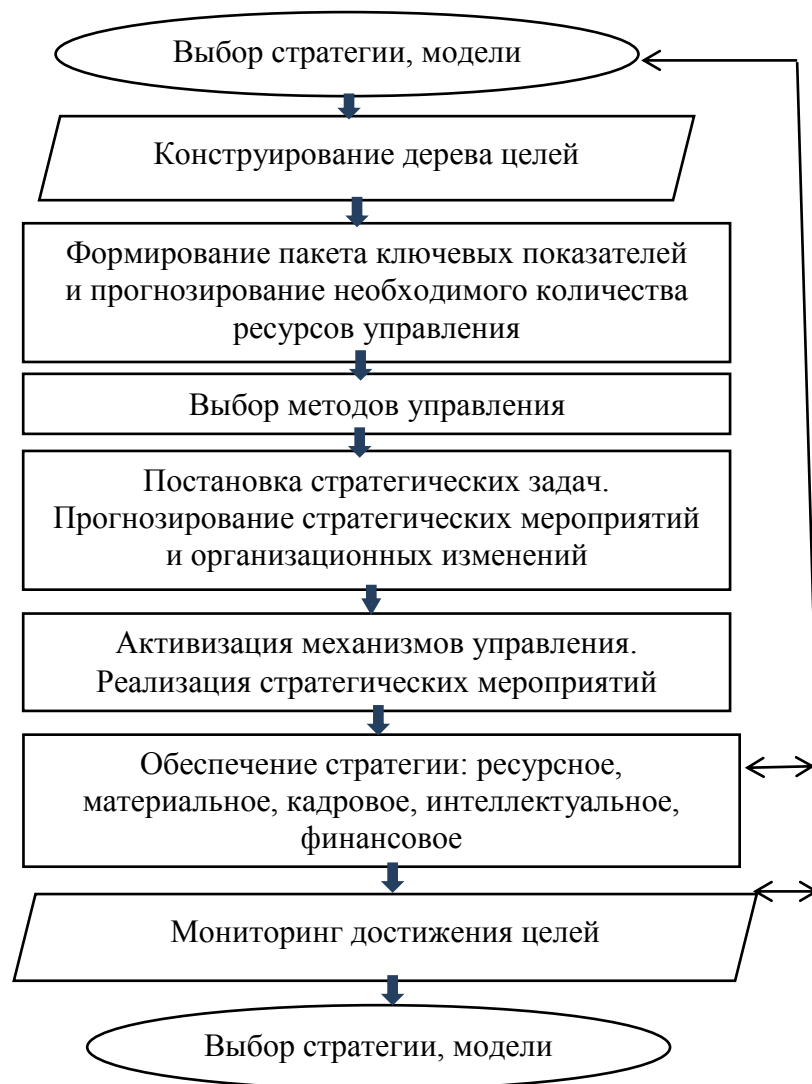 Выбор стратегии, модели
Конструирование дерева целей
Формирование пакета ключевых показателей
и прогнозирование необходимого количества
ресурсов управления
Выбор методов управления
Постановка стратегических задач.
Прогнозирование стратегических мероприятий
и организационных изменений
Активизация механизмов управления.
Реализация стратегических мероприятий
Обеспечение стратегии: ресурсное,
материальное, кадровое, интеллектуальное,
финансовое
Мониторинг достижения целей
Выбор стратегии, модели